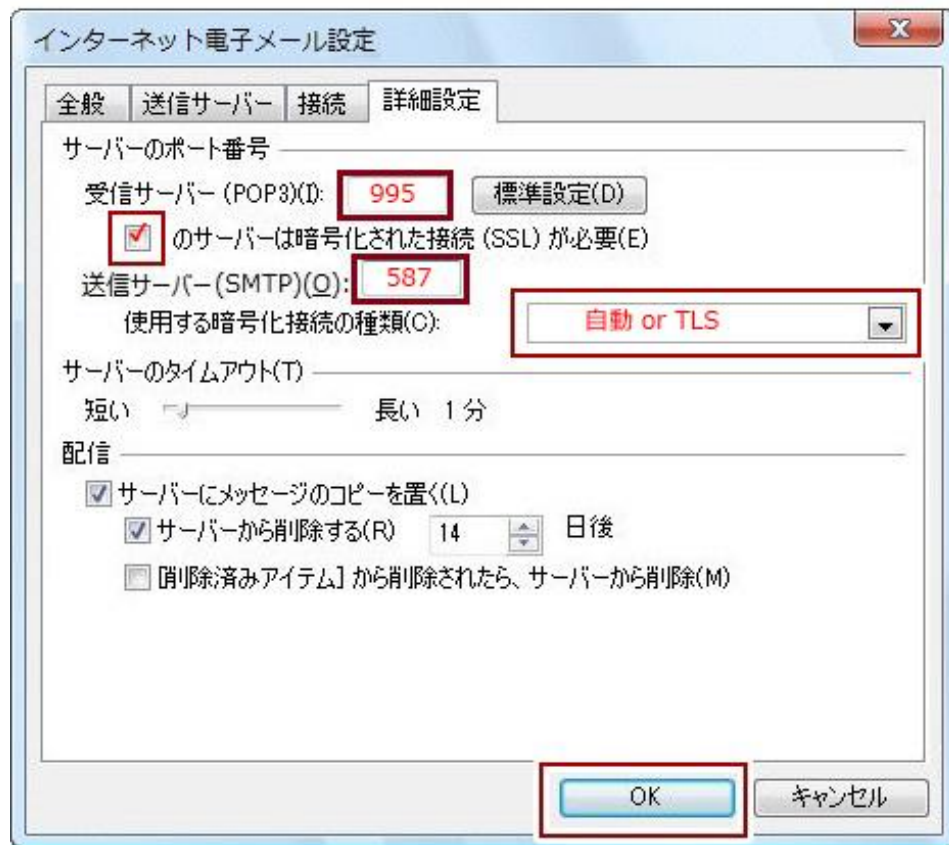 インターネット電子メール設定
全般 送信サーバー 接続 詳細設定
サーバーのポート番号
受信サーバー (POP3)(I): 995 標準設定(D)
のサーバーは暗号化された接続 (SSL) が必要(E)
送信サーバー(SMTP)(O): 587
使用する暗号化接続の種類(C): 自動 or TLS
サーバーのタイムアウト(T)
短い 長い 1分
配信
サーバーにメッセージのコピーを置く(L)
サーバーから削除する(R) 14 日後
[削除済みアイテム] から削除されたら、サーバーから削除(M)
OK キャンセル